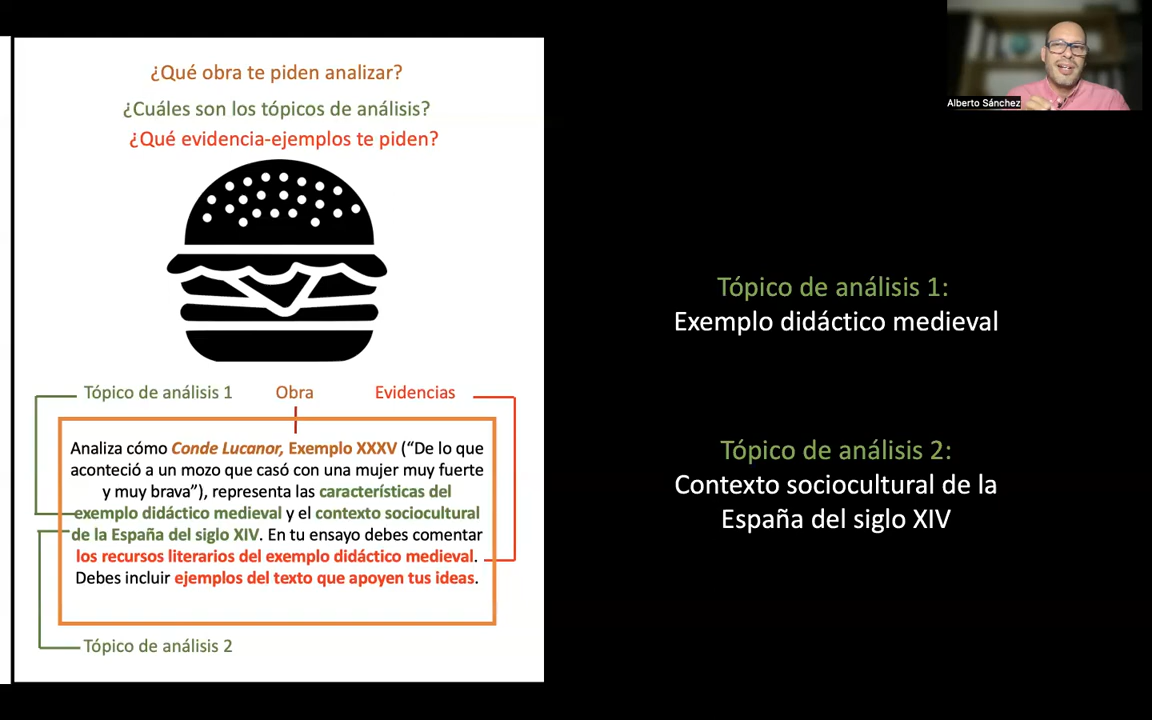 ¿Qué obra te piden analizar?
¿Cuáles son los tópicos de análisis?
¿Qué evidencia-ejemplos te piden?
Tópico de análisis 1
Obra
Evidencias
Analiza cómo Conde Lucanor, Exemplo XXXV (“De lo que
aconteció a un mozo que casó con una mujer muy fuerte
y muy brava”), representa las características del
exemplo didáctico medieval y el contexto sociocultural
de la España del siglo XIV. En tu ensayo debes comentar
los recursos literarios del exemplo didáctico medieval.
Debes incluir ejemplos del texto que apoyen tus ideas.
Tópico de análisis 2
Alberto Sánchez
Tópico de análisis 1:
Exemplo didáctico medieval
Tópico de análisis 2:
Contexto sociocultural de la
España del siglo XIV